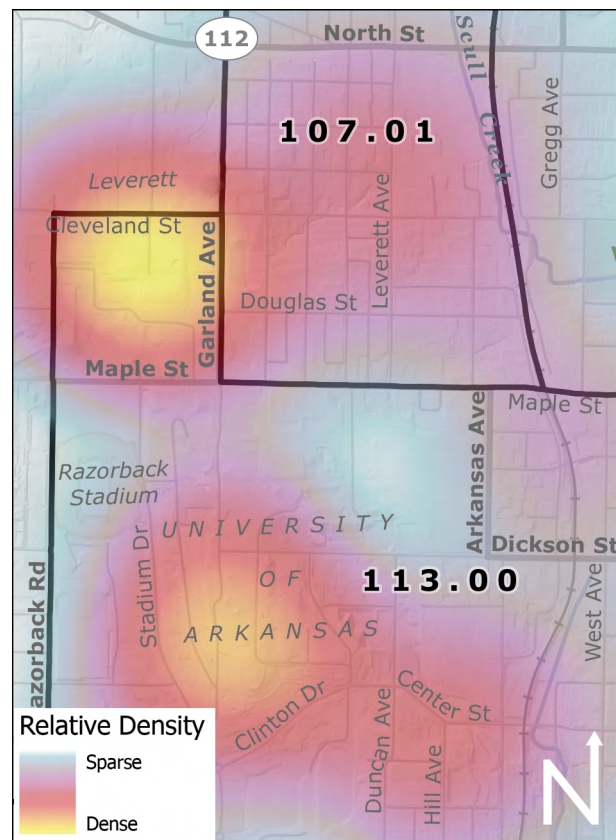 North St
112
Scull Creek
Gregg Ave
107.01
Leverett
Cleveland St
Garland Ave
Leverett Ave
Douglas St
Maple St
Maple St
Arkansas Ave
Razorback
Stadium
UNIVERSITY
OF
ARKANSAS
Stadium Dr
Dickson St
113.00
West Ave
azorback Rd
Clinton Dr
Center St
Duncan Ave
Hill Ave
Relative Density
Sparse
Dense
N